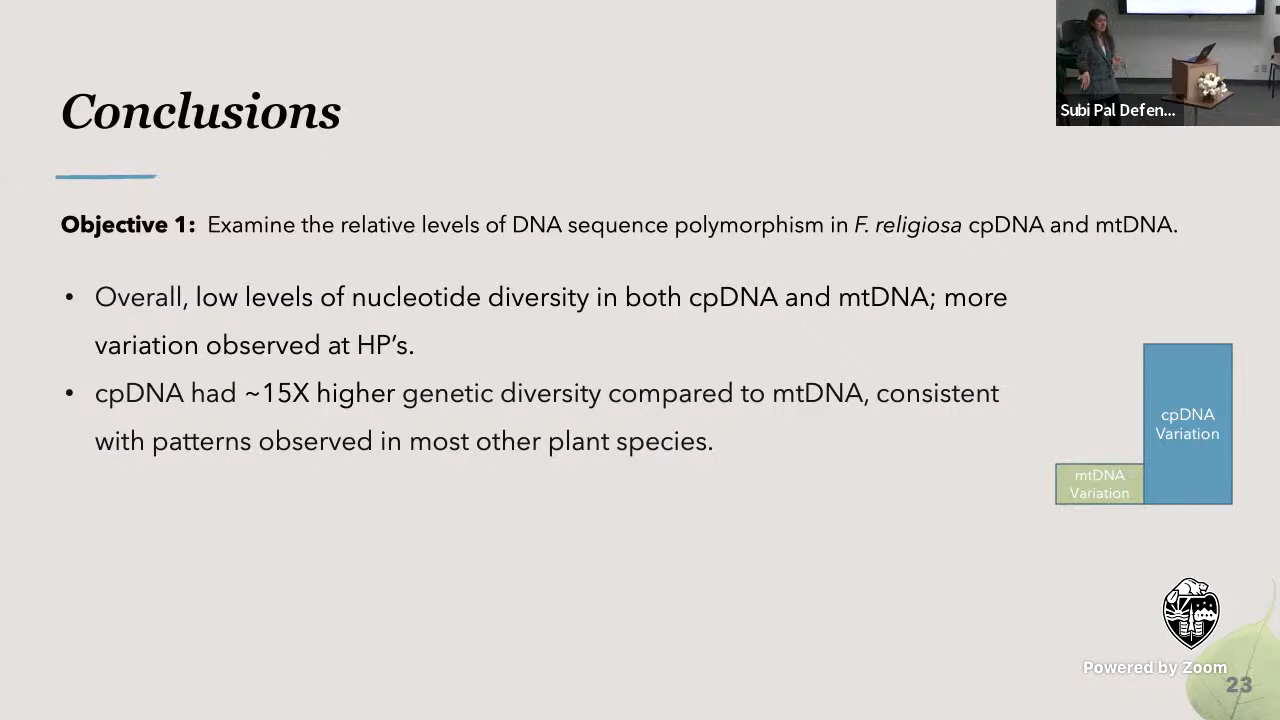 Subi Pal Defen...
Conclusions
Objective 1: Examine the relative levels of DNA sequence polymorphism in F. religiosa cpDNA and mtDNA.
• Overall, low levels of nucleotide diversity in both cpDNA and mtDNA; more
variation observed at HP’s.
• cpDNA had ~15X higher genetic diversity compared to mtDNA, consistent
with patterns observed in most other plant species.
cpDNA
Variation
mtDNA
Variation
Powered by Zoom
23